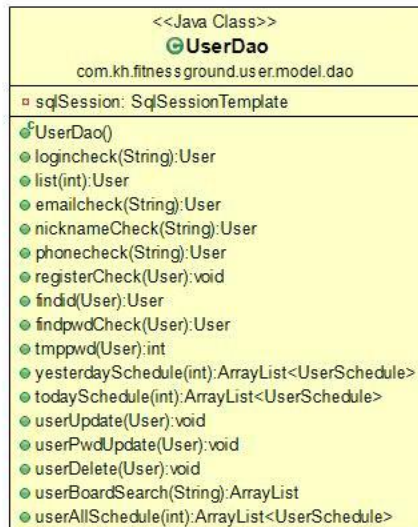 <<Java Class>>
UserDao
com.kh.fitnessground.user.model.dao
sqlSession: SqlSessionTemplate
UserDao()
logincheck(String):User
list(int):User
emailcheck(String):User
nicknameCheck(String):User
phonecheck(String):User
registerCheck(User):void
findid(User):User
findpwdCheck(User):User
tmppwd(User):int
yesterdaySchedule(int):ArrayList<UserSchedule>
todaySchedule(int):ArrayList<UserSchedule>
userUpdate(User):void
userPwdUpdate(User):void
userDelete(User):void
userBoardSearch(String):ArrayList
userAllSchedule(int):ArrayList<UserSchedule>